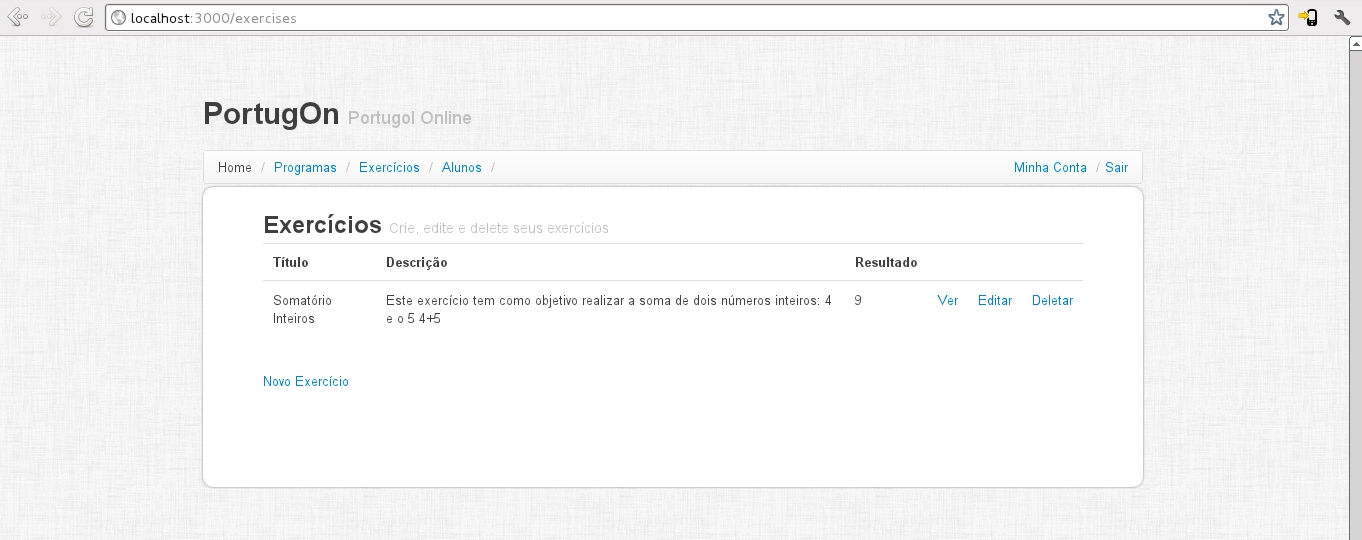 localhost:3000/exercises
PortugOn Portugol Online
Home / Programas / Exercícios / Alunos / Minha Conta / Sair
Exercícios Crie, edite e delete seus exercícios
Título Descrição Resultado
Somatório Este exercício tem como objetivo realizar a soma de dois números inteiros: 4 9 Ver Editar Deletar
Inteiros e o 5 4+5
Novo Exercício